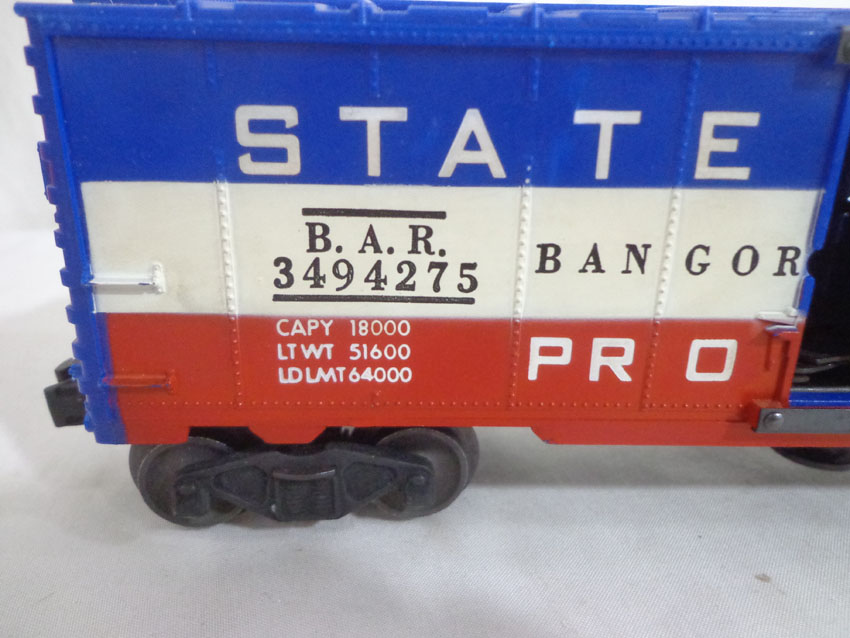 STATE
B. A. R.
3494275
BANGOR
CAPY 18000
LT WT 51600
LD LMT 64000
PRO